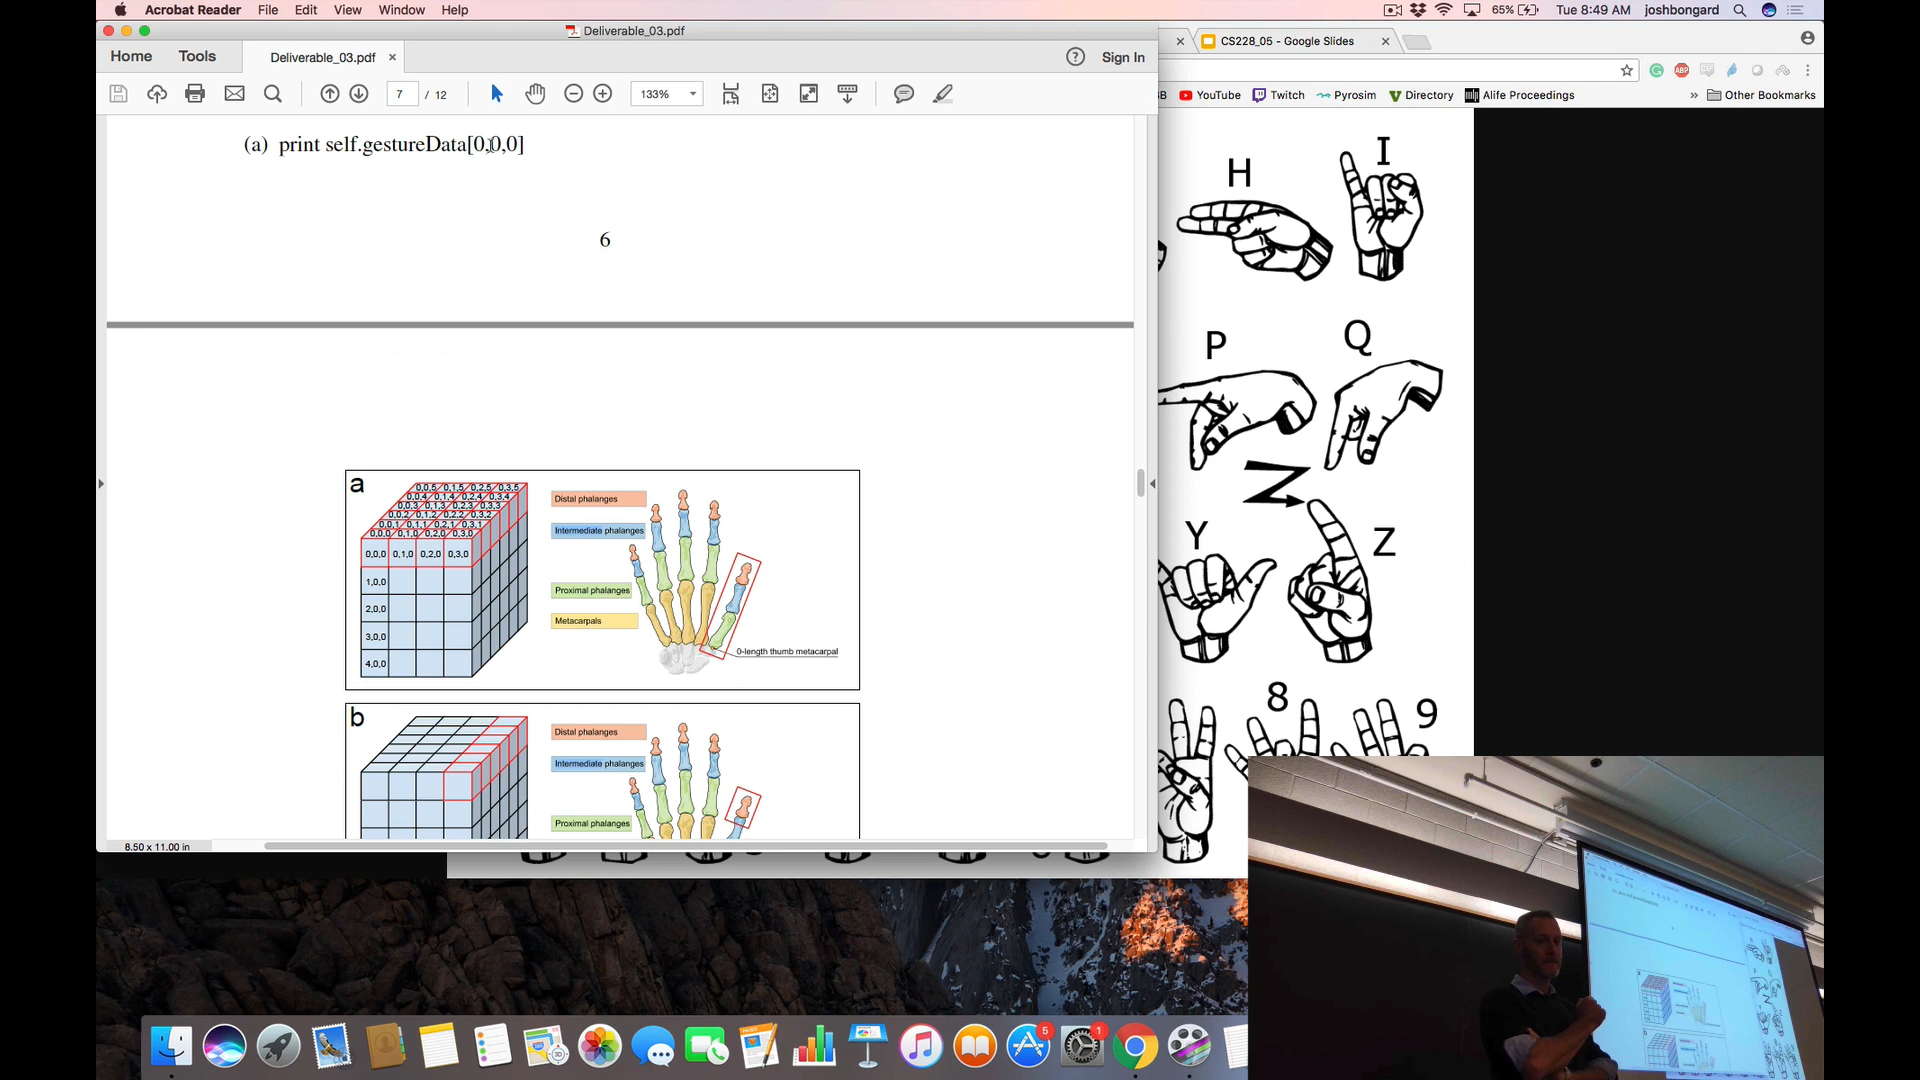 Acrobat Reader File Edit View Window Help
65% Tue 8:49 AM joshbongard
Deliverable_03.pdf
CS228_05 - Google Slides
Home Tools Deliverable_03.pdf Sign In
7 / 12 133%
YouTube Twitch Pyrosim Directory Alife Proceedings Other Bookmarks
ABP
(a) print self.gestureData[0,0,0]
6
H I
P Q
Y Z
8 9
a
0,0,5 0,1,5 0,2,5 0,3,5
0,0,4 0,1,4 0,2,4 0,3,4
0,0,3 0,1,3 0,2,3 0,3,3
0,0,2 0,1,2 0,2,2 0,3,2
0,0,1 0,1,1 0,2,1 0,3,1
0,0,0 0,1,0 0,2,0 0,3,0
0,0,0 0,1,0 0,2,0 0,3,0
1,0,0
2,0,0
3,0,0
4,0,0
Distal phalanges
Intermediate phalanges
Proximal phalanges
Metacarpals
0-length thumb metacarpal
b
Distal phalanges
Intermediate phalanges
Proximal phalanges
8.50 x 11.00 in
5 1
30